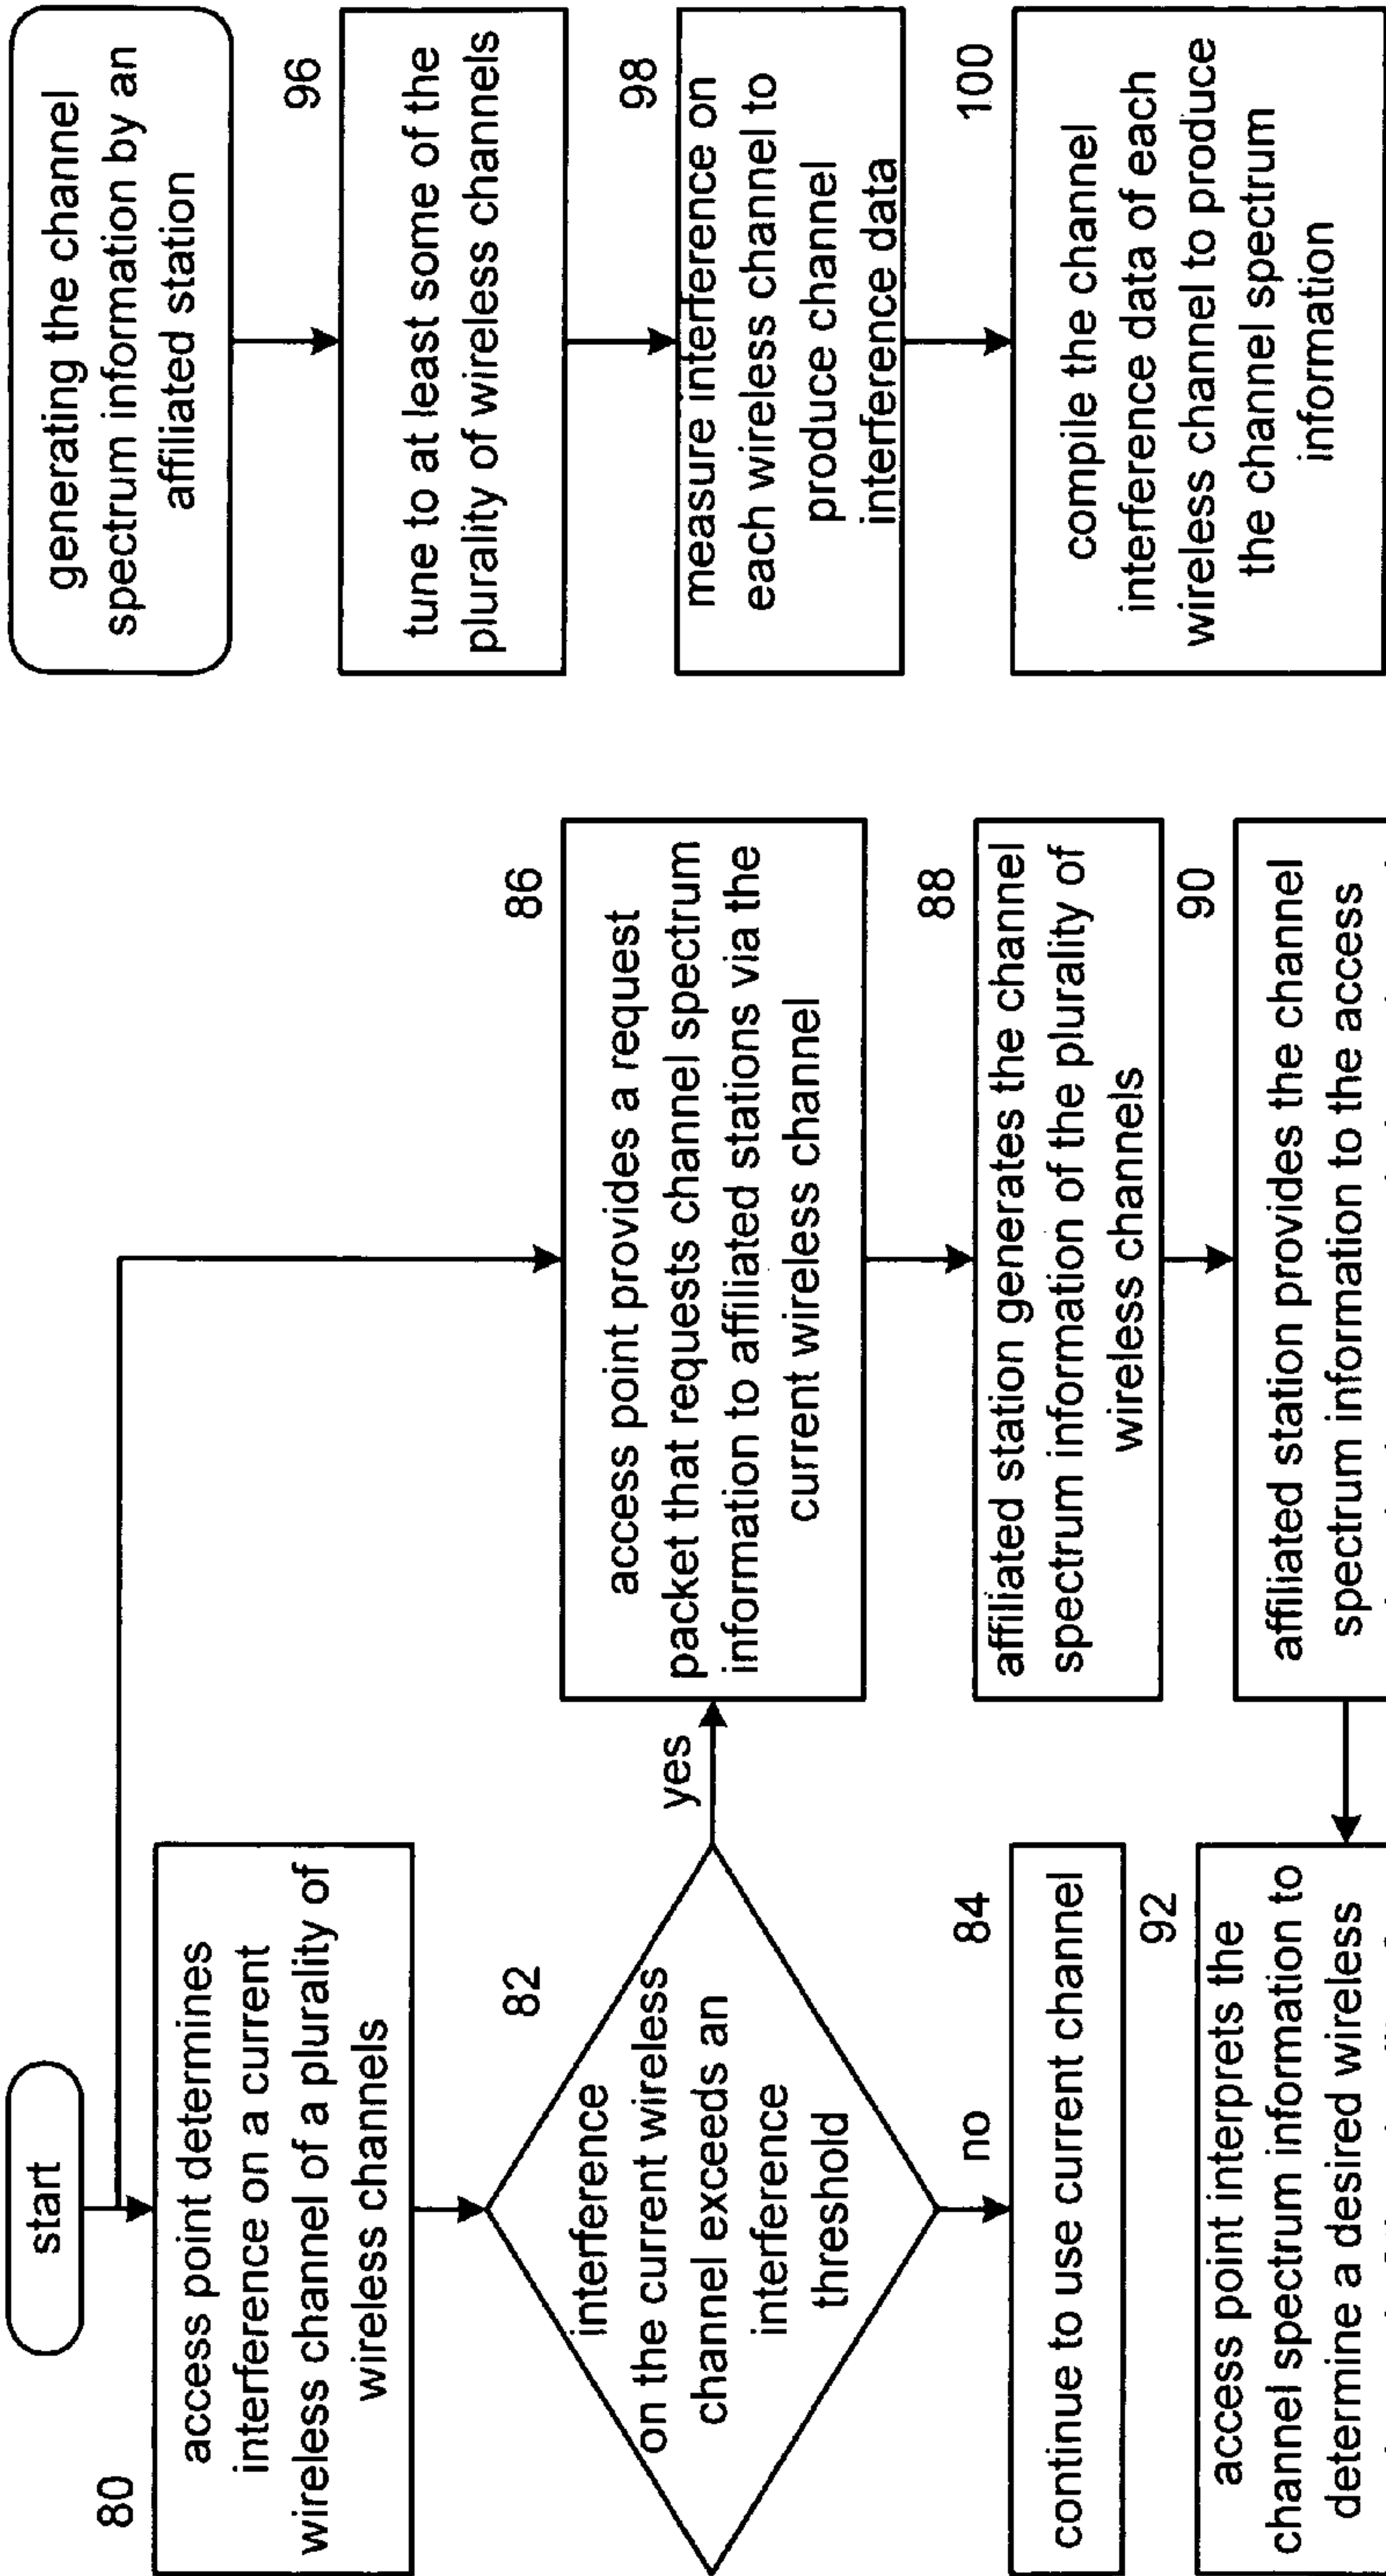 start
80
access point determines
interference on a current
wireless channel of a plurality of
wireless channels
82
interference
on the current wireless
channel exceeds an
interference
threshold
yes
no
84
continue to use current channel
86
access point provides a request
packet that requests channel spectrum
information to affiliated stations via the
current wireless channel
88
affiliated station generates the channel
spectrum information of the plurality of
wireless channels
90
affiliated station provides the channel
spectrum information to the access
92
access point interprets the
channel spectrum information to
determine a desired wireless
generating the channel
spectrum information by an
affiliated station
96
tune to at least some of the
plurality of wireless channels
98
measure interference on
each wireless channel to
produce channel
interference data
100
compile the channel
interference data of each
wireless channel to produce
the channel spectrum
information